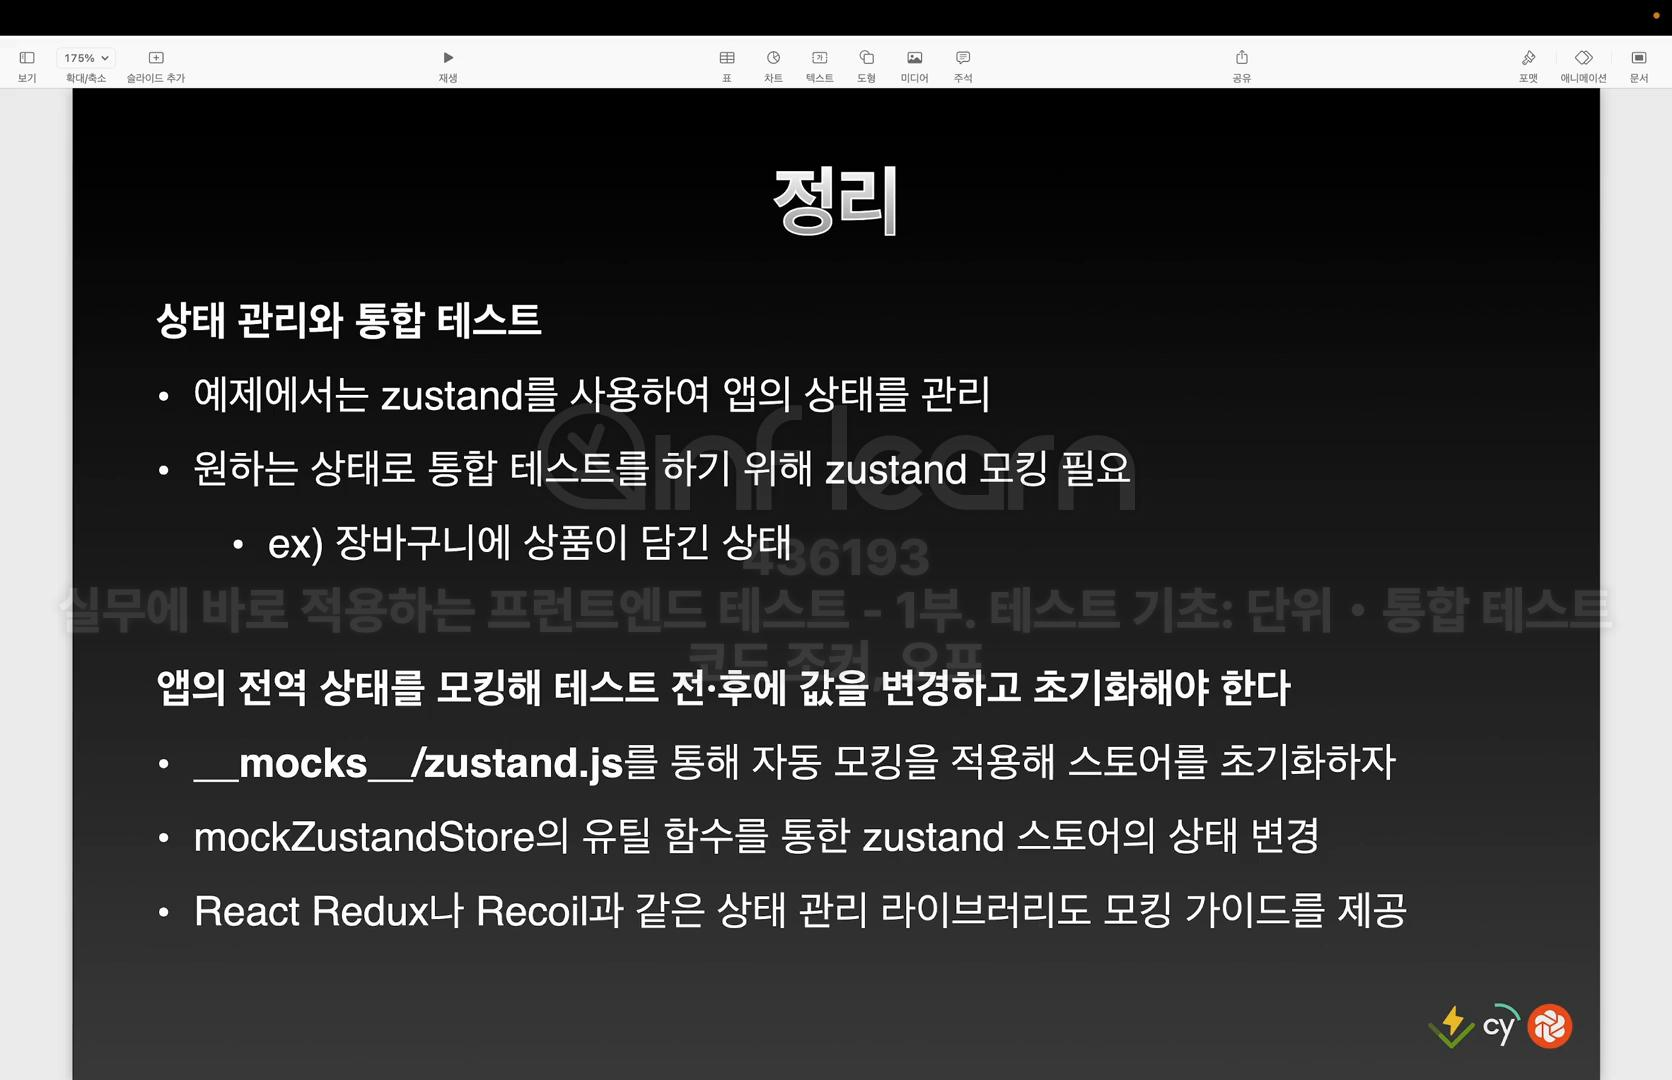 175%
보기
확대/축소
슬라이드 추가
재생
표
차트
텍스트
도형
미디어
주석
공유
포맷
애니메이션
문서
정리
상태 관리와 통합 테스트
• 예제에서는 zustand를 사용하여 앱의 상태를 관리
• 원하는 상태로 통합 테스트를 하기 위해 zustand 모킹 필요
inflearn
• ex) 장바구니에 상품이 담긴 상태
436193
실무에 바로 적용하는 프런트엔드 테스트 - 1부. 테스트 기초: 단위 • 통합 테스트
코드 조커, 오프
앱의 전역 상태를 모킹해 테스트 전·후에 값을 변경하고 초기화해야 한다
• __mocks__/zustand.js를 통해 자동 모킹을 적용해 스토어를 초기화하자
• mockZustandStore의 유틸 함수를 통한 zustand 스토어의 상태 변경
• React Redux나 Recoil과 같은 상태 관리 라이브러리도 모킹 가이드를 제공
cy